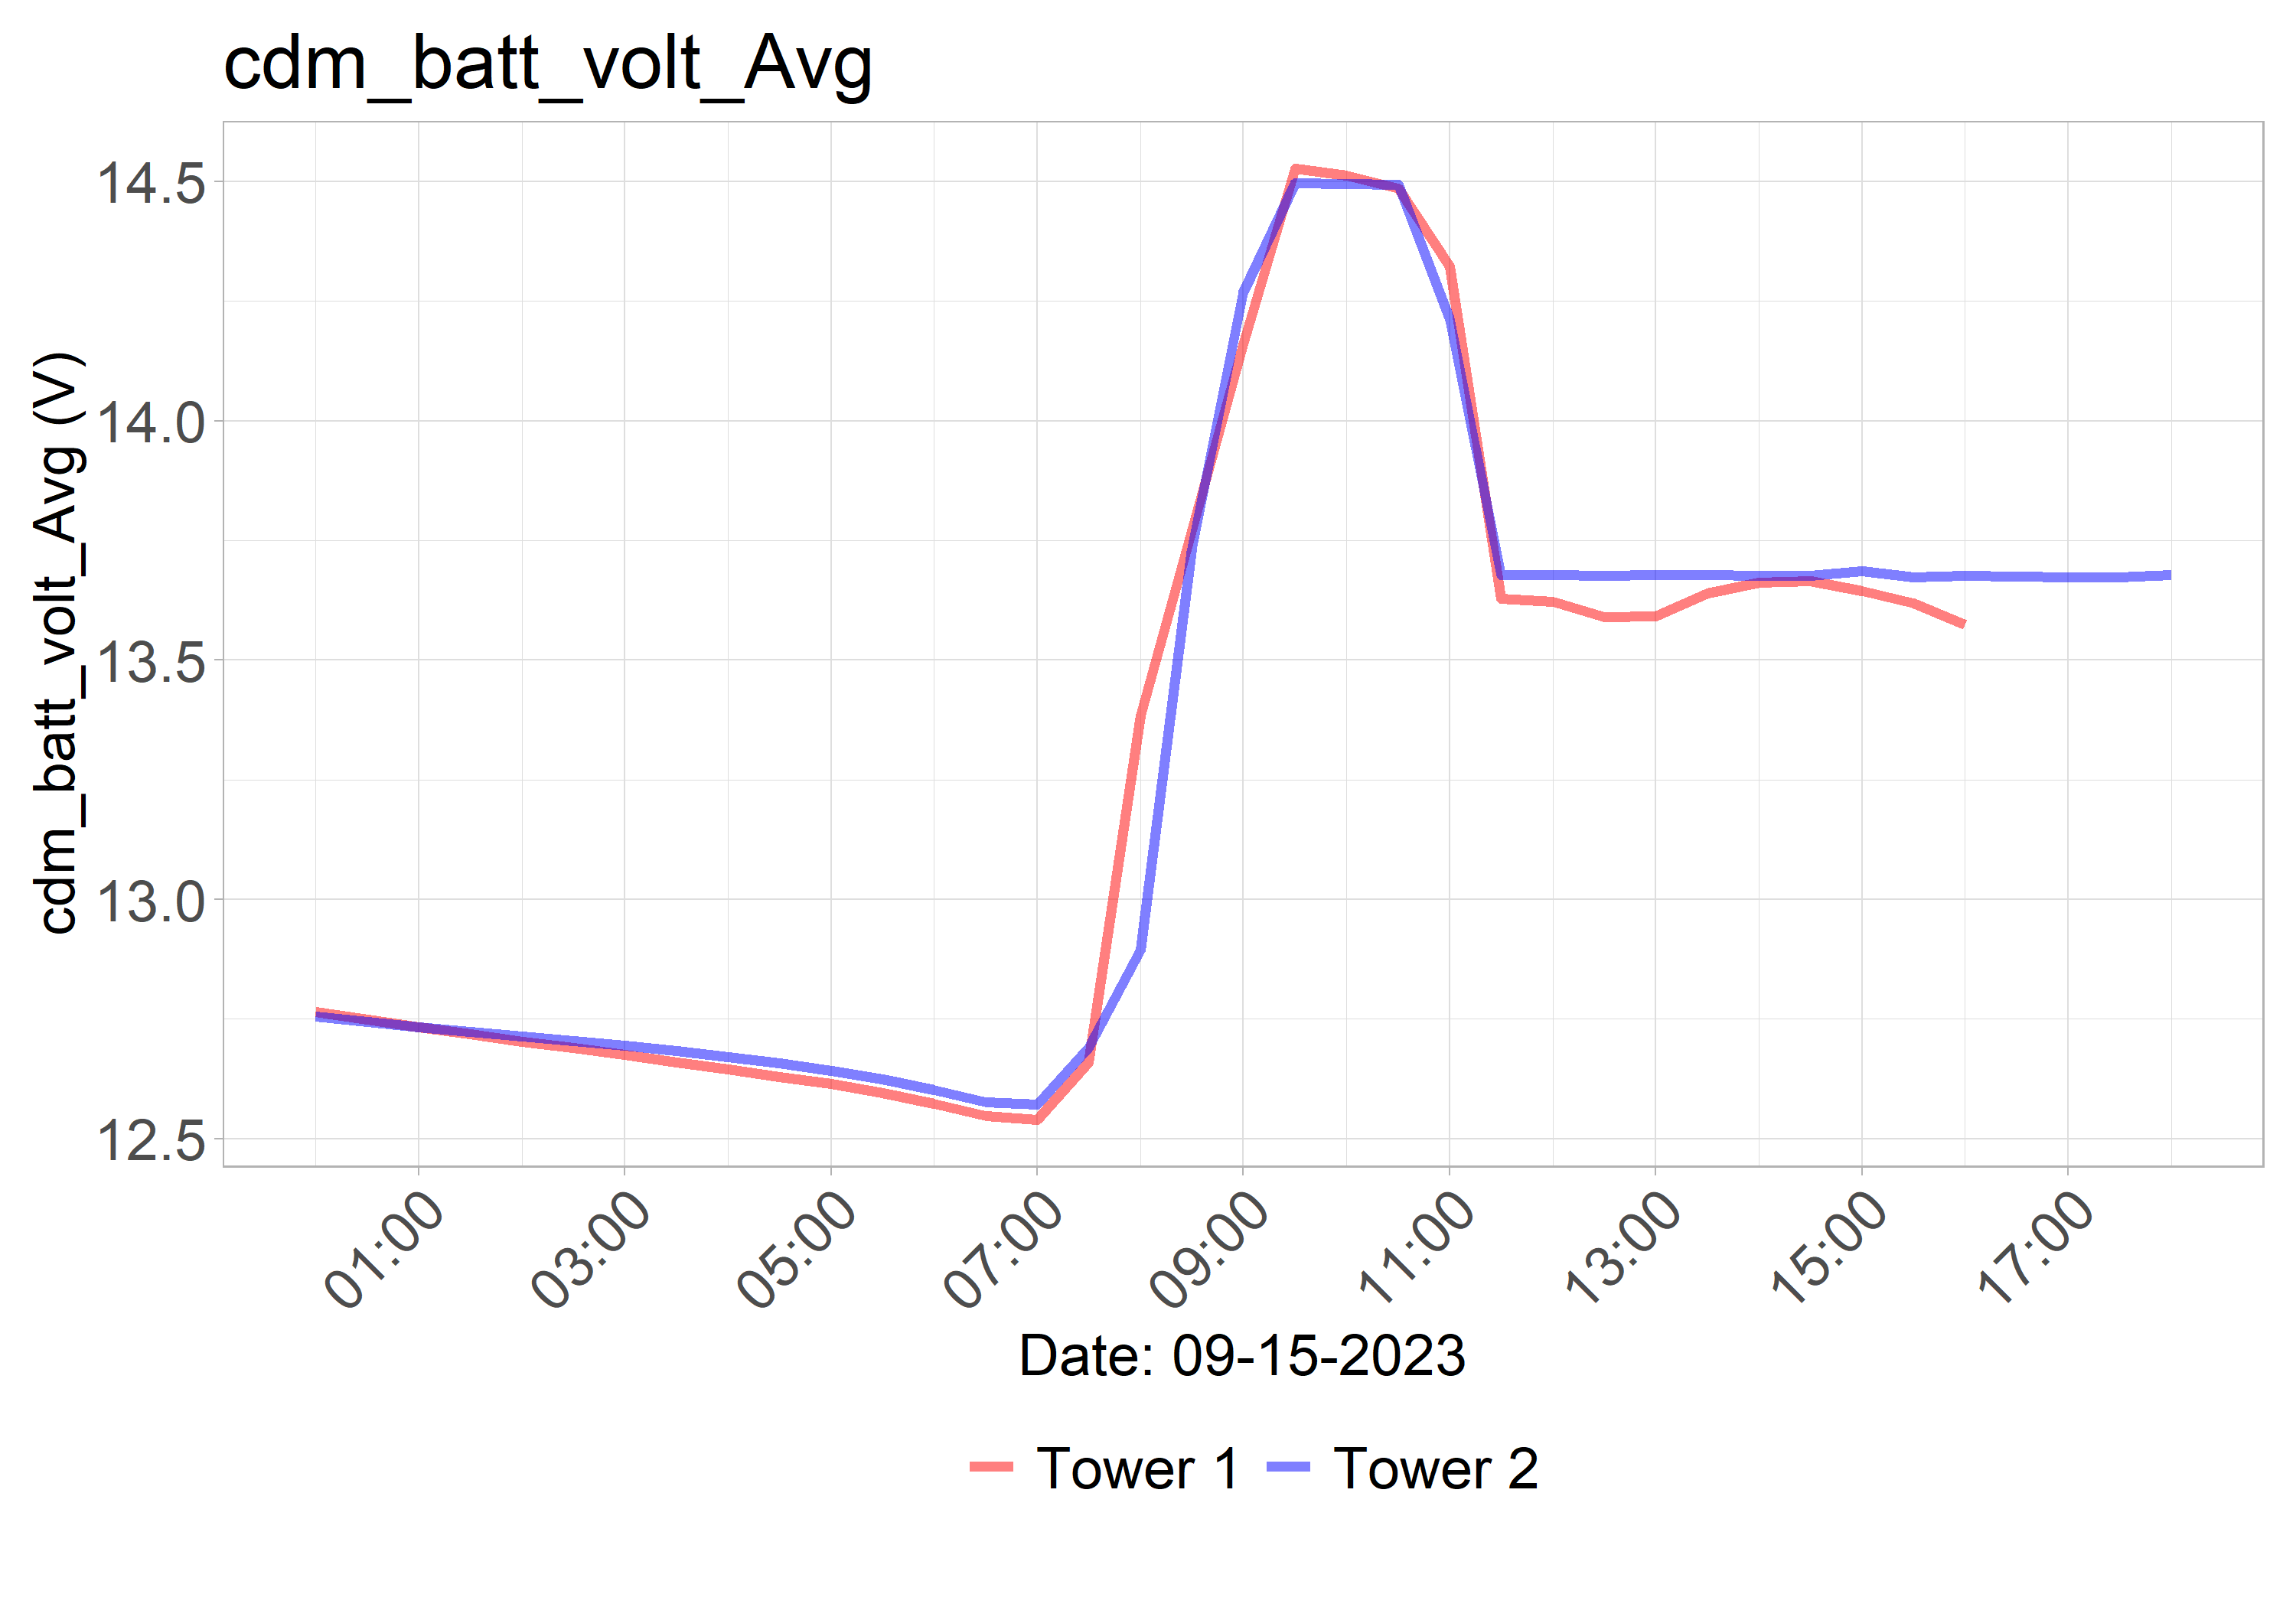 cdm_batt_volt_Avg
cdm_batt_volt_Avg (V)
14.5
14.0
13.5
13.0
12.5
01:00
03:00
05:00
07:00
09:00
11:00
13:00
15:00
17:00
Date: 09-15-2023
Tower 1
Tower 2